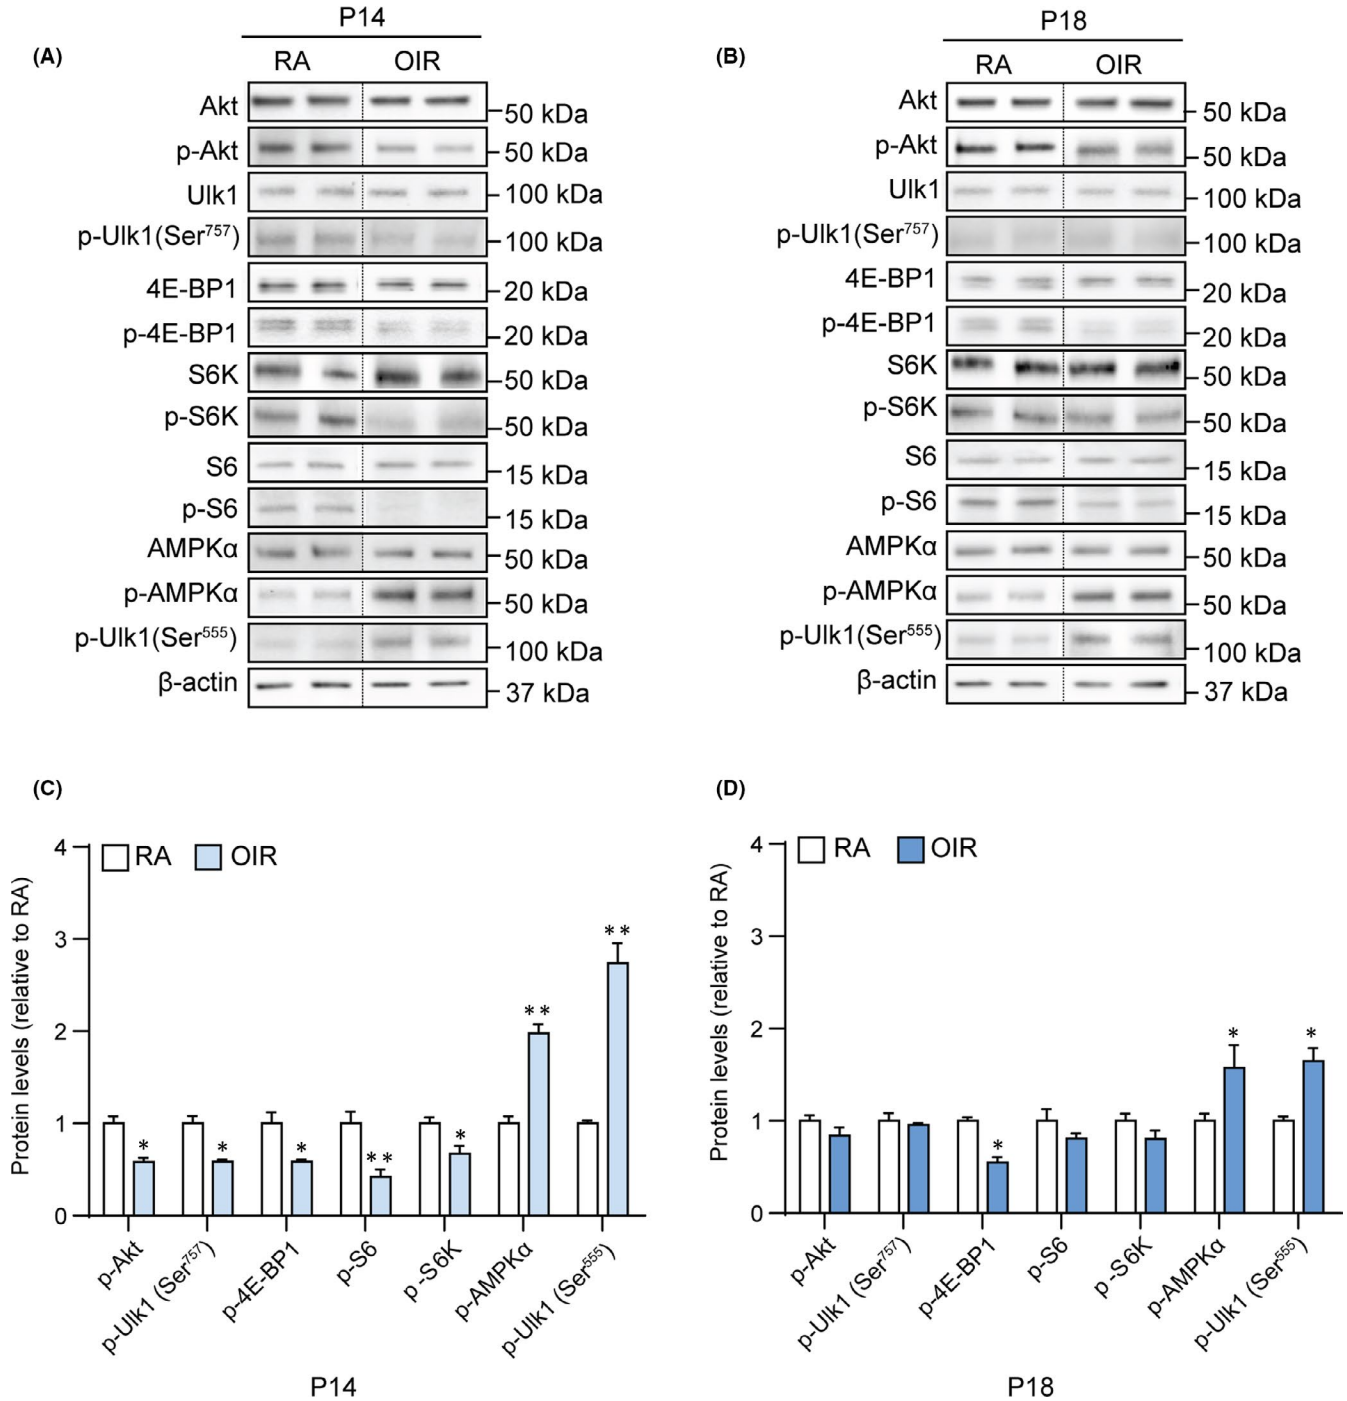 P14
(A)
RA OIR
Akt 50 kDa
p-Akt 50 kDa
Ulk1 100 kDa
p-Ulk1(Ser757) 100 kDa
4E-BP1 20 kDa
p-4E-BP1 20 kDa
S6K 50 kDa
p-S6K 50 kDa
S6 15 kDa
p-S6 15 kDa
AMPKα 50 kDa
p-AMPKα 50 kDa
p-Ulk1(Ser555) 100 kDa
β-actin 37 kDa
P18
(B)
RA OIR
Akt 50 kDa
p-Akt 50 kDa
Ulk1 100 kDa
p-Ulk1(Ser757) 100 kDa
4E-BP1 20 kDa
p-4E-BP1 20 kDa
S6K 50 kDa
p-S6K 50 kDa
S6 15 kDa
p-S6 15 kDa
AMPKα 50 kDa
p-AMPKα 50 kDa
p-Ulk1(Ser555) 100 kDa
β-actin 37 kDa
(C)
Protein levels (relative to RA)
4
3
2
1
0
RA OIR
*
*
*
**
*
**
**
p-Akt
p-Ulk1 (Ser757)
p-4E-BP1
p-S6
p-S6K
p-AMPKα
p-Ulk1 (Ser555)
P14
(D)
Protein levels (relative to RA)
4
3
2
1
0
RA OIR
*
*
*
p-Akt
p-Ulk1 (Ser757)
p-4E-BP1
p-S6
p-S6K
p-AMPKα
p-Ulk1 (Ser555)
P18